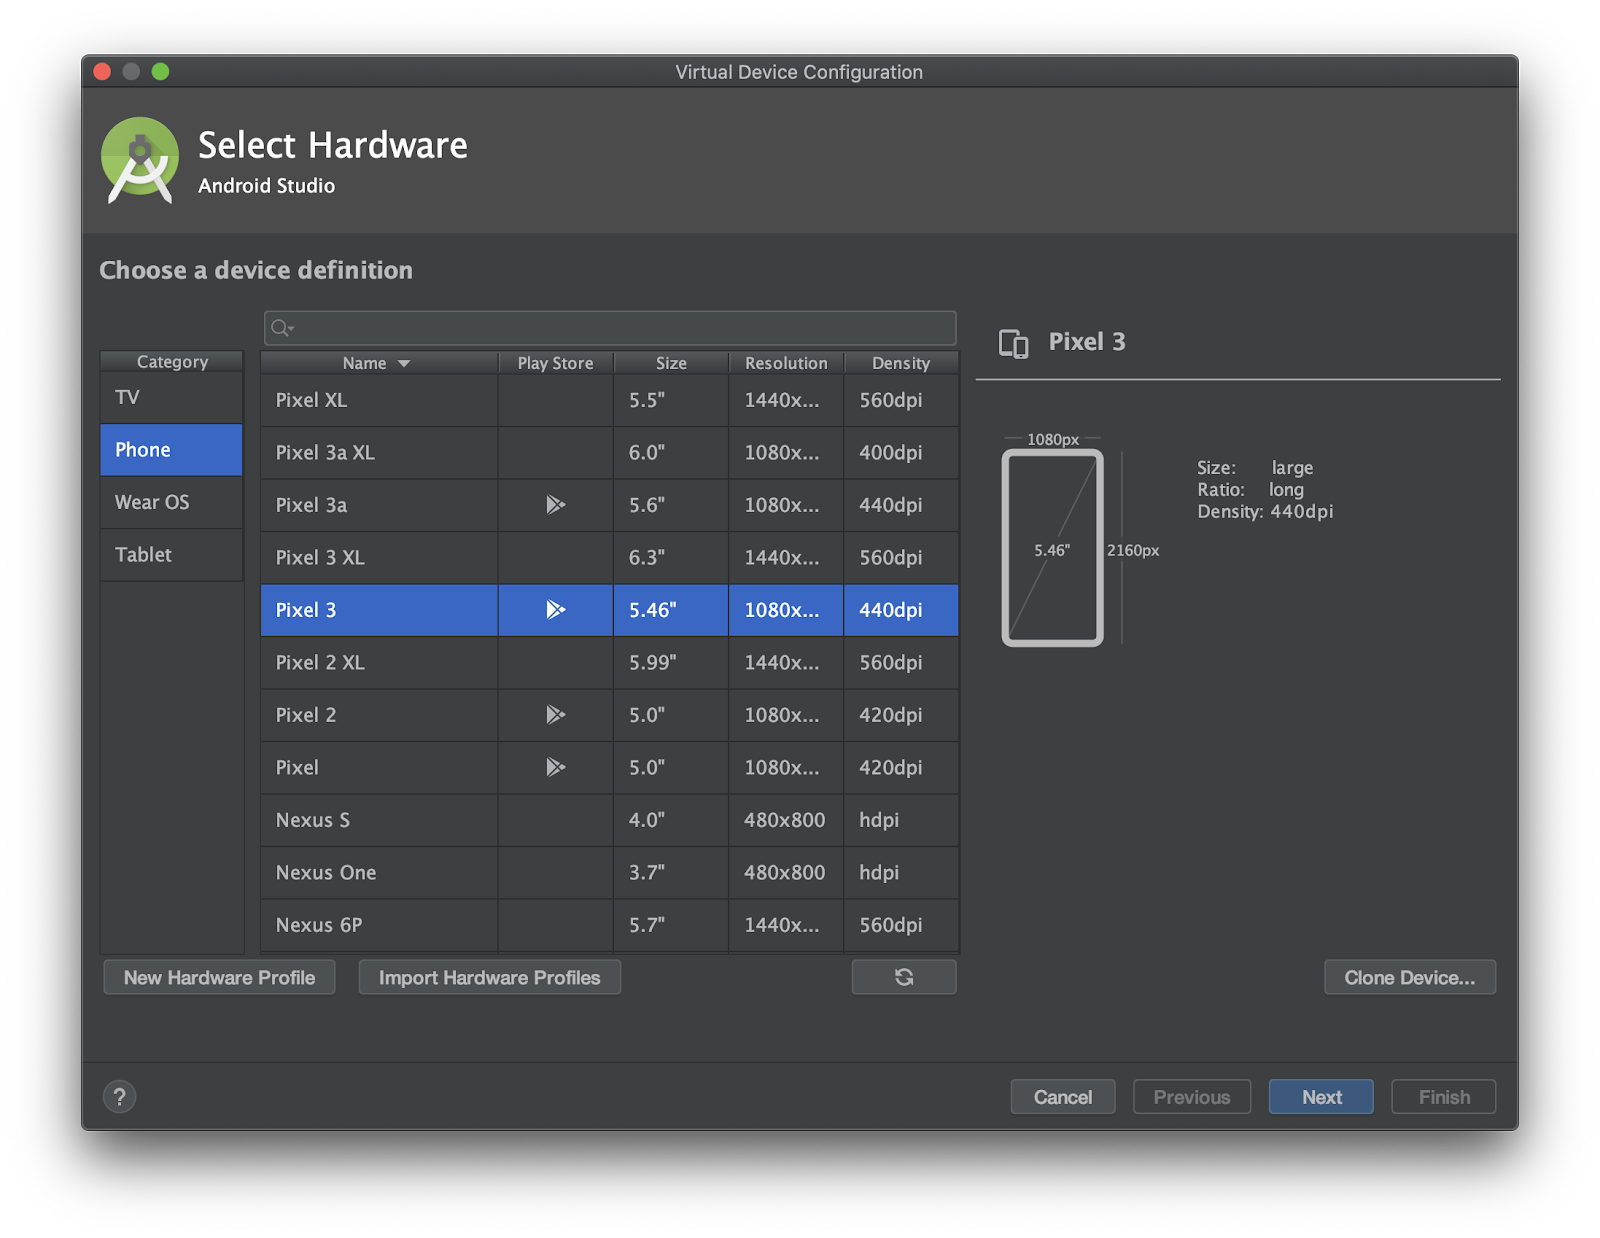 Virtual Device Configuration
Select Hardware
Android Studio
Choose a device definition
Category
TV
Phone
Wear OS
Tablet
Name Play Store Size Resolution Density
Pixel XL 5.5" 1440x... 560dpi
Pixel 3a XL 6.0" 1080x... 400dpi
Pixel 3a 5.6" 1080x... 440dpi
Pixel 3 XL 6.3" 1440x... 560dpi
Pixel 3 5.46" 1080x... 440dpi
Pixel 2 XL 5.99" 1440x... 560dpi
Pixel 2 5.0" 1080x... 420dpi
Pixel 5.0" 1080x... 420dpi
Nexus S 4.0" 480x800 hdpi
Nexus One 3.7" 480x800 hdpi
Nexus 6P 5.7" 1440x... 560dpi
Pixel 3
1080px
5.46"
2160px
Size: large
Ratio: long
Density: 440dpi
New Hardware Profile
Import Hardware Profiles
Clone Device...
?
Cancel
Previous
Next
Finish